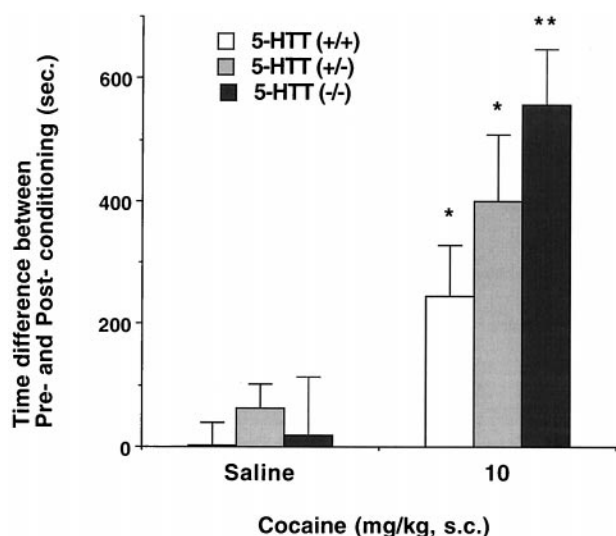 Time difference between
Pre- and Post- conditioning (sec.)
600
400
200
0
5-HTT (+/+)
5-HTT (+/-)
5-HTT (-/-)
*
*
**
Saline
10
Cocaine (mg/kg, s.c.)